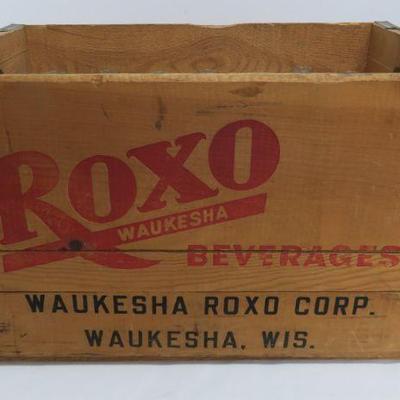 ROXO
WAUKESHA
BEVERAGES
WAUKESHA ROXO CORP.
WAUKESHA, WIS.